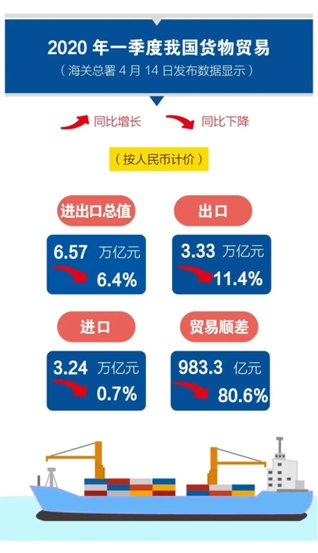 2020 年一季度我国货物贸易
(海关总署 4 月 14 日发布数据显示)
同比增长 同比下降
(按人民币计价)
进出口总值 出口
6.57 万亿元 3.33 万亿元
6.4% 11.4%
进口 贸易顺差
3.24 万亿元 983.3 亿元
0.7% 80.6%